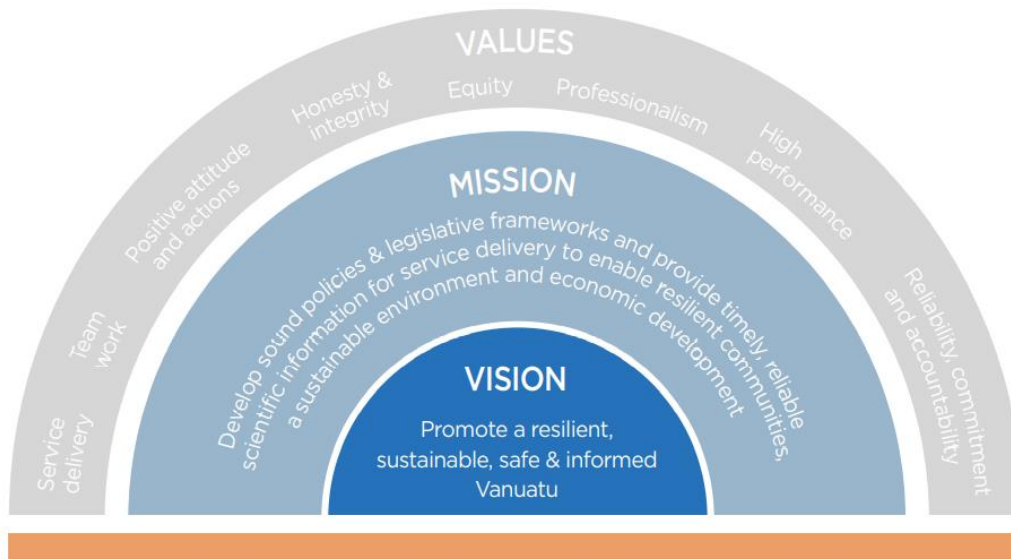 VALUES
Service
delivery
Team
work
Positive attitude
and actions
Honesty &
integrity
Equity
Professionalism
High
performance
Reliability, commitment
and accountability
MISSION
Develop sound policies & legislative frameworks and provide timely, reliable
scientific information for service delivery to enable resilient communities,
a sustainable environment and economic development
VISION
Promote a resilient,
sustainable, safe & informed
Vanuatu